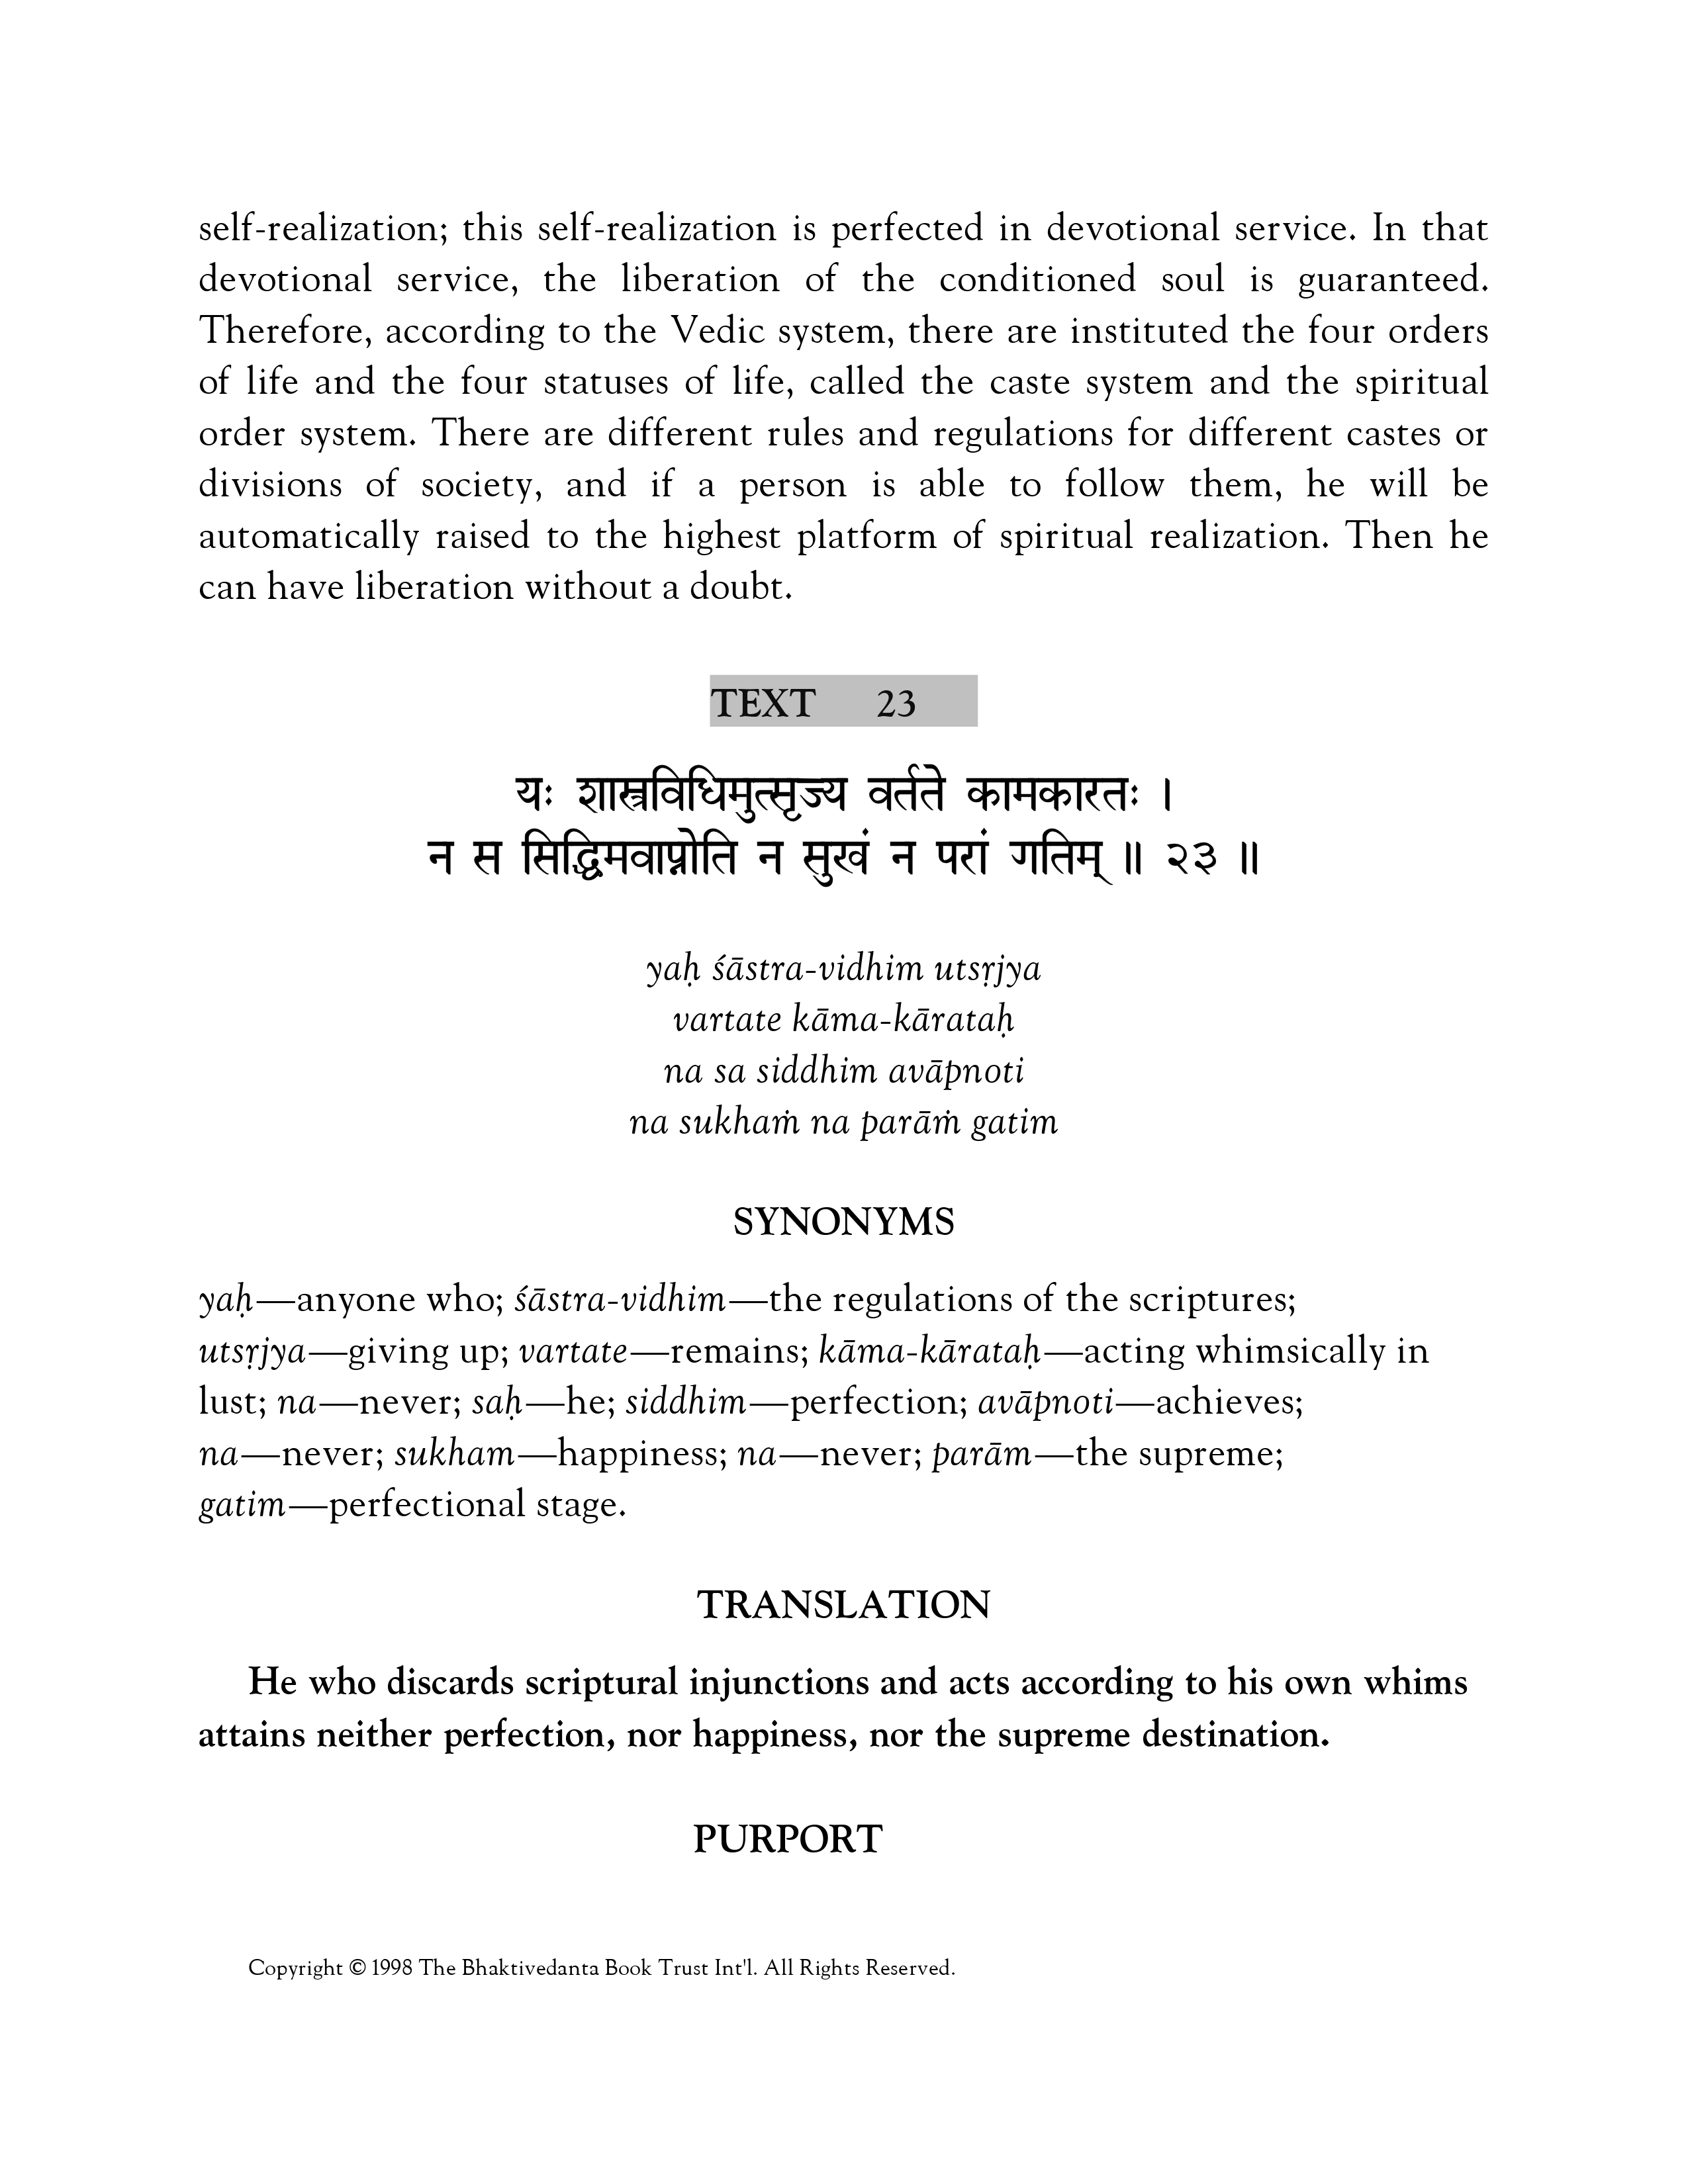 self-realization; this self-realization is perfected in devotional service. In that
devotional service, the liberation of the conditioned soul is guaranteed.
Therefore, according to the Vedic system, there are instituted the four orders
of life and the four statuses of life, called the caste system and the spiritual
order system. There are different rules and regulations for different castes or
divisions of society, and if a person is able to follow them, he will be
automatically raised to the highest platform of spiritual realization. Then he
can have liberation without a doubt.
TEXT 23
यः शास्त्रविधिमुत्सृज्य वर्तते कामकारतः ।
न स सिद्धिमवाप्नोति न सुखं न परां गतिम् ॥ २३ ॥
yaḥ śāstra-vidhim utsṛjya
vartate kāma-kārataḥ
na sa siddhim avāpnoti
na sukhaṁ na parāṁ gatim
SYNONYMS
yaḥ—anyone who; śāstra-vidhim—the regulations of the scriptures;
utsṛjya—giving up; vartate—remains; kāma-kārataḥ—acting whimsically in
lust; na—never; saḥ—he; siddhim—perfection; avāpnoti—achieves;
na—never; sukham—happiness; na—never; parām—the supreme;
gatim—perfectional stage.
TRANSLATION
He who discards scriptural injunctions and acts according to his own whims
attains neither perfection, nor happiness, nor the supreme destination.
PURPORT
Copyright © 1998 The Bhaktivedanta Book Trust Int'l. All Rights Reserved.